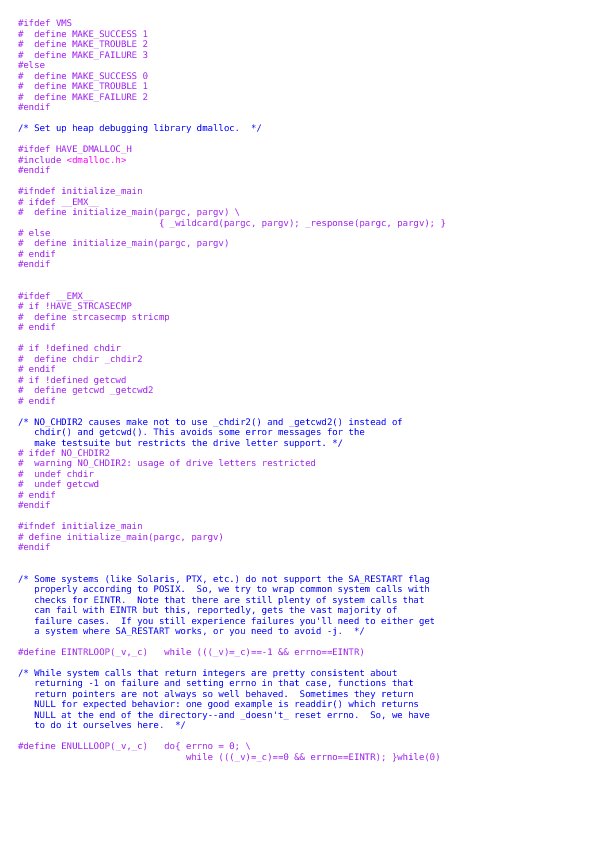 #ifdef VMS
#  define MAKE_SUCCESS 1
#  define MAKE_TROUBLE 2
#  define MAKE_FAILURE 3
#else
#  define MAKE_SUCCESS 0
#  define MAKE_TROUBLE 1
#  define MAKE_FAILURE 2
#endif

/* Set up heap debugging library dmalloc.  */

#ifdef HAVE_DMALLOC_H
#include <dmalloc.h>
#endif

#ifndef initialize_main
# ifdef __EMX__
#  define initialize_main(pargc, pargv) \
                          { _wildcard(pargc, pargv); _response(pargc, pargv); }
# else
#  define initialize_main(pargc, pargv)
# endif
#endif


#ifdef __EMX__
# if !HAVE_STRCASECMP
#  define strcasecmp stricmp
# endif

# if !defined chdir
#  define chdir _chdir2
# endif
# if !defined getcwd
#  define getcwd _getcwd2
# endif

/* NO_CHDIR2 causes make not to use _chdir2() and _getcwd2() instead of
   chdir() and getcwd(). This avoids some error messages for the
   make testsuite but restricts the drive letter support. */
# ifdef NO_CHDIR2
#  warning NO_CHDIR2: usage of drive letters restricted
#  undef chdir
#  undef getcwd
# endif
#endif

#ifndef initialize_main
# define initialize_main(pargc, pargv)
#endif


/* Some systems (like Solaris, PTX, etc.) do not support the SA_RESTART flag
   properly according to POSIX.  So, we try to wrap common system calls with
   checks for EINTR.  Note that there are still plenty of system calls that
   can fail with EINTR but this, reportedly, gets the vast majority of
   failure cases.  If you still experience failures you'll need to either get
   a system where SA_RESTART works, or you need to avoid -j.  */

#define EINTRLOOP(_v,_c)   while (((_v)=_c)==-1 && errno==EINTR)

/* While system calls that return integers are pretty consistent about
   returning -1 on failure and setting errno in that case, functions that
   return pointers are not always so well behaved.  Sometimes they return
   NULL for expected behavior: one good example is readdir() which returns
   NULL at the end of the directory--and _doesn't_ reset errno.  So, we have
   to do it ourselves here.  */

#define ENULLLOOP(_v,_c)   do{ errno = 0; \
                               while (((_v)=_c)==0 && errno==EINTR); }while(0)